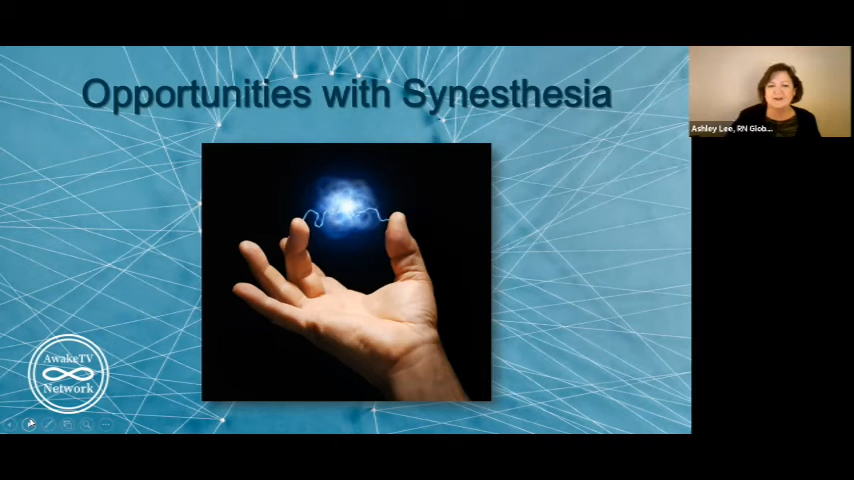 Opportunities with Synesthesia
Ashley Lee, RN Glob...
AwakeTV
Network